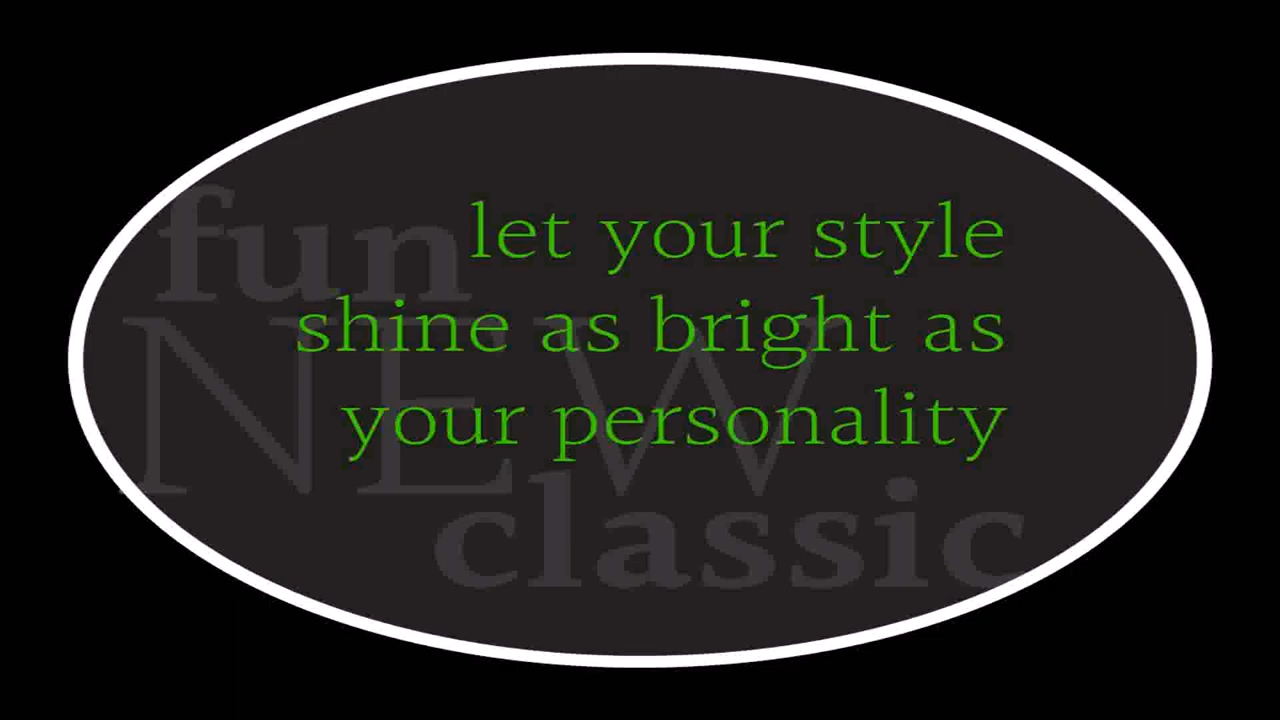 fun
let your style
shine as bright as
NEW
your personality
classic